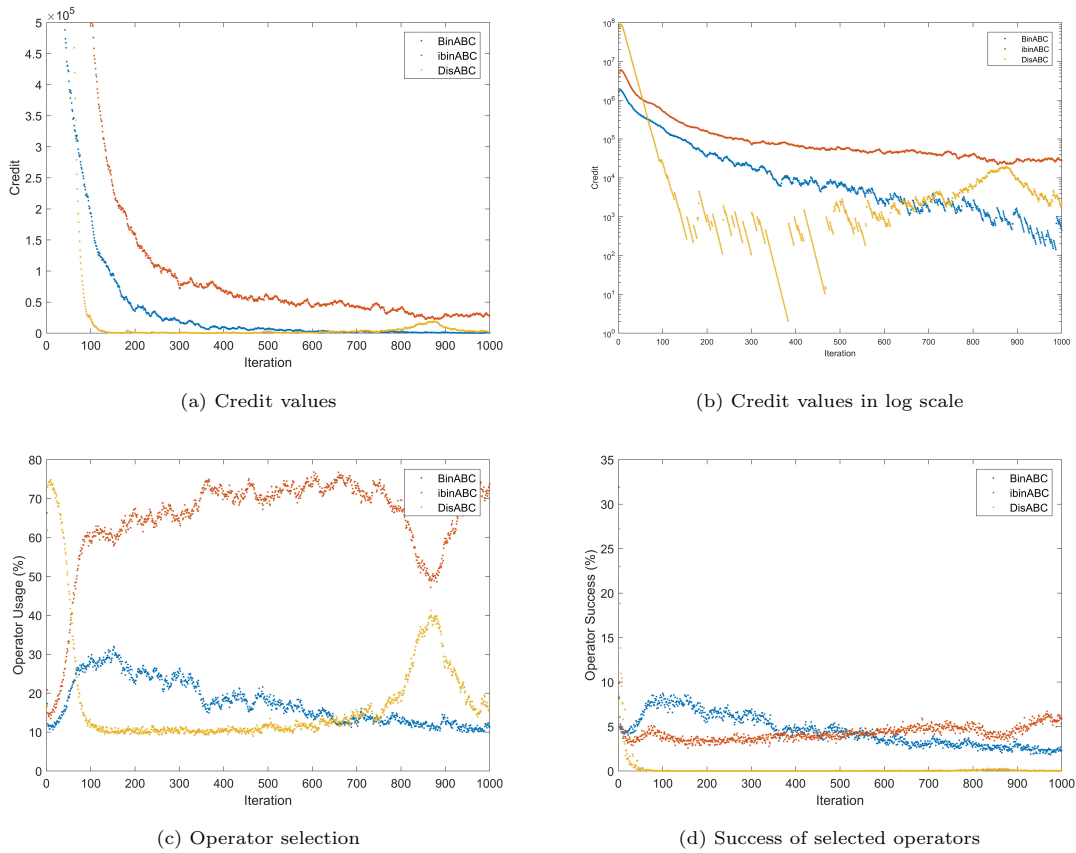 5
× 10^5
BinABC
ibinABC
DisABC
4.5
4
3.5
3
2.5
2
1.5
1
0.5
0
Credit
0 100 200 300 400 500 600 700 800 900 1000
Iteration
(a) Credit values
10^8
BinABC
ibinABC
DisABC
10^7
10^6
10^5
10^4
10^3
10^2
10^1
10^0
Credit
0 100 200 300 400 500 600 700 800 900 1000
Iteration
(b) Credit values in log scale
80
BinABC
ibinABC
DisABC
70
60
50
40
30
20
10
0
Operator Usage (%)
0 100 200 300 400 500 600 700 800 900 1000
Iteration
(c) Operator selection
35
BinABC
ibinABC
DisABC
30
25
20
15
10
5
0
Operator Success (%)
0 100 200 300 400 500 600 700 800 900 1000
Iteration
(d) Success of selected operators